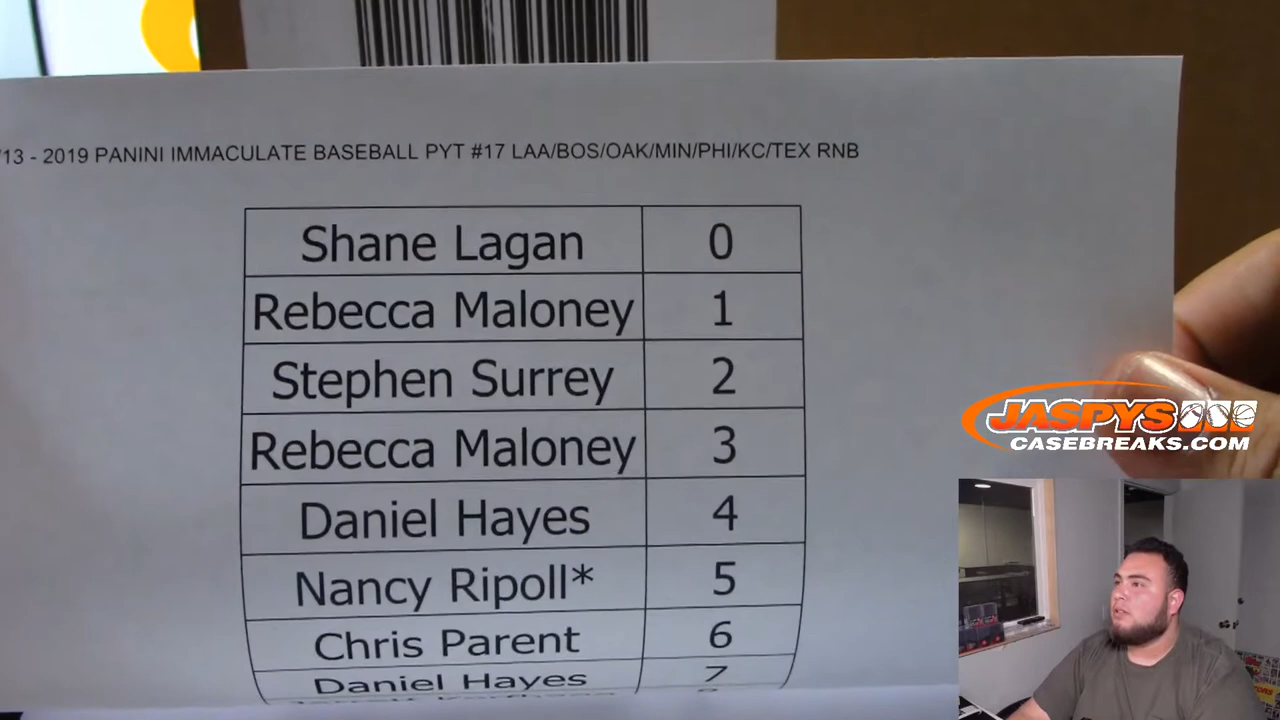 /13 - 2019 PANINI IMMACULATE BASEBALL PYT #17 LAA/BOS/OAK/MIN/PHI/KC/TEX RNB
Shane Lagan 0
Rebecca Maloney 1
Stephen Surrey 2
Rebecca Maloney 3
Daniel Hayes 4
Nancy Ripoll* 5
Chris Parent 6
Daniel Hayes 7
JASPYS
CASEBREAKS.COM